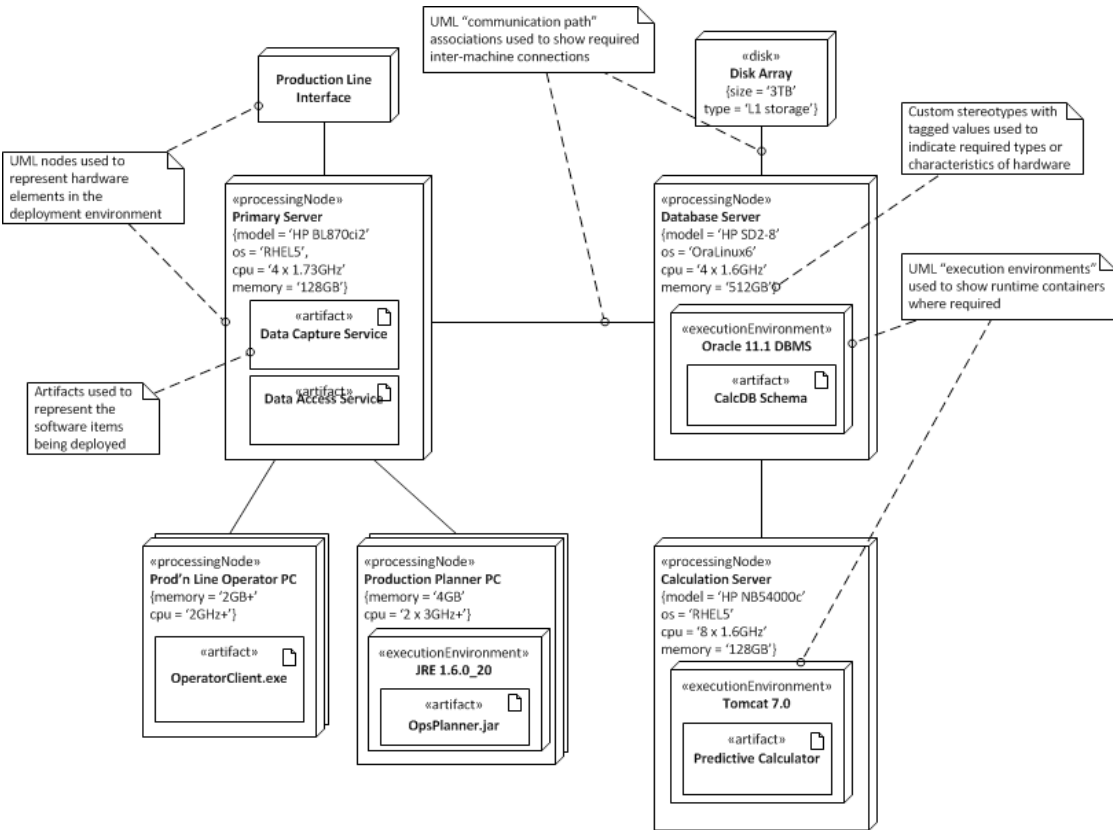 UML “communication path”
associations used to show required
inter-machine connections
«disk»
Disk Array
{size = ‘3TB’
type = ‘L1 storage’}
Production Line
Interface
Custom stereotypes with
tagged values used to
indicate required types or
characteristics of hardware
UML nodes used to
represent hardware
elements in the
deployment environment
«processingNode»
Primary Server
{model = ‘HP BL870ci2’
os = ‘RHEL5’,
cpu = ‘4 x 1.73GHz’
memory = ‘128GB’}
«artifact»
Data Capture Service
«artifact»
Data Access Service
«processingNode»
Database Server
{model = ‘HP SD2-8’
os = ‘OraLinux6’
cpu = ‘4 x 1.6GHz’
memory = ‘512GB’}
«executionEnvironment»
Oracle 11.1 DBMS
«artifact»
CalcDB Schema
UML “execution environments”
used to show runtime containers
where required
Artifacts used to
represent the
software items
being deployed
«processingNode»
Prod’n Line Operator PC
{memory = ‘2GB+’
cpu = ‘2GHz+’}
«artifact»
OperatorClient.exe
«processingNode»
Production Planner PC
{memory = ‘4GB’
cpu = ‘2 x 3GHz+’}
«executionEnvironment»
JRE 1.6.0_20
«artifact»
OpsPlanner.jar
«processingNode»
Calculation Server
{model = ‘HP NB54000c’
os = ‘RHEL5’
cpu = ‘8 x 1.6GHz’
memory = ‘128GB’}
«executionEnvironment»
Tomcat 7.0
«artifact»
Predictive Calculator